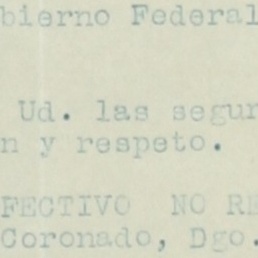 bierno Federal
Ud. las segur
n y respeto.
FECTIVO NO RE
Coronado, Dgo.